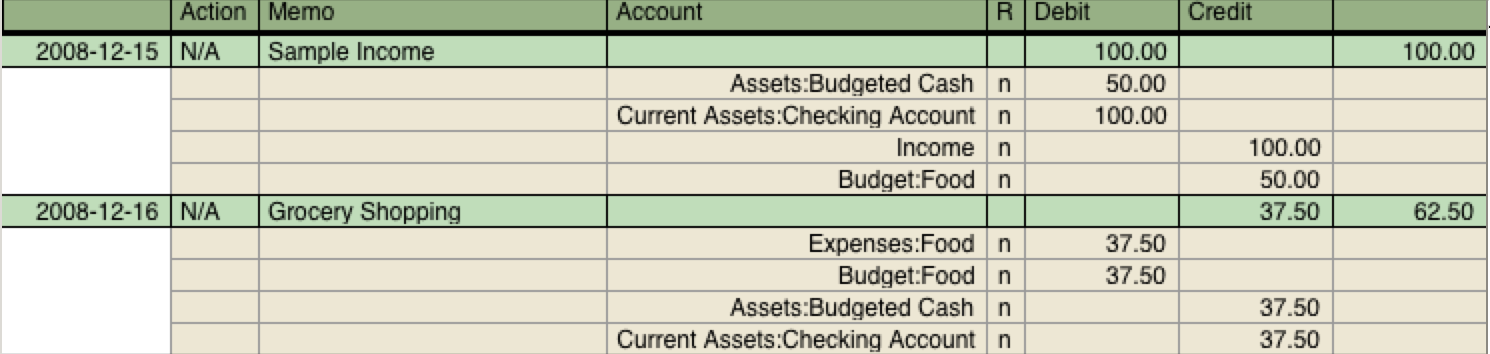 Action Memo Account R Debit Credit
2008-12-15 N/A Sample Income 100.00 100.00
Assets:Budgeted Cash n 50.00
Current Assets:Checking Account n 100.00
Income n 100.00
Budget:Food n 50.00
2008-12-16 N/A Grocery Shopping 37.50 62.50
Expenses:Food n 37.50
Budget:Food n 37.50
Assets:Budgeted Cash n 37.50
Current Assets:Checking Account n 37.50